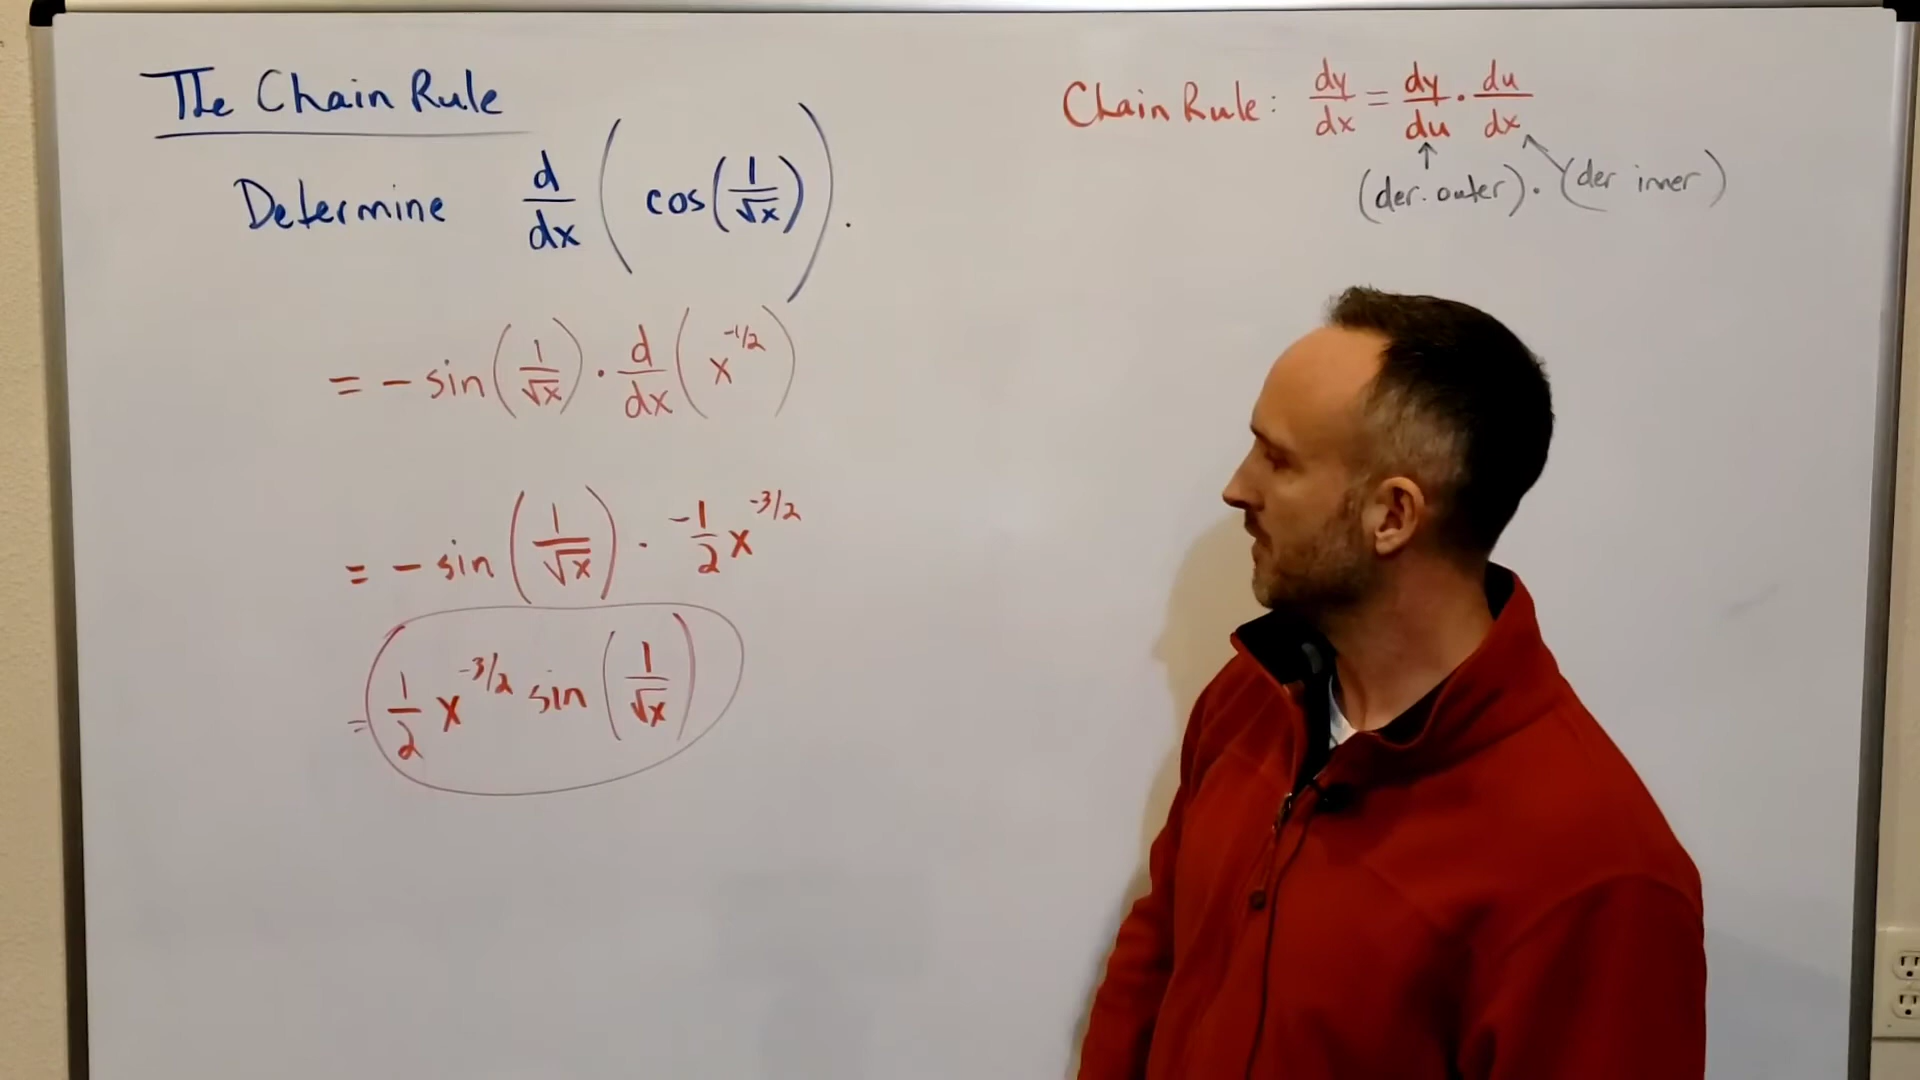 The Chain Rule
Determine d/dx ( cos(1/√x) ).
= - sin(1/√x) · d/dx ( x^-1/2 )
= - sin(1/√x) · -1/2 x^-3/2
= 1/2 x^-3/2 sin(1/√x)
Chain Rule: dy/dx = dy/du · du/dx
(der. outer) · (der inner)